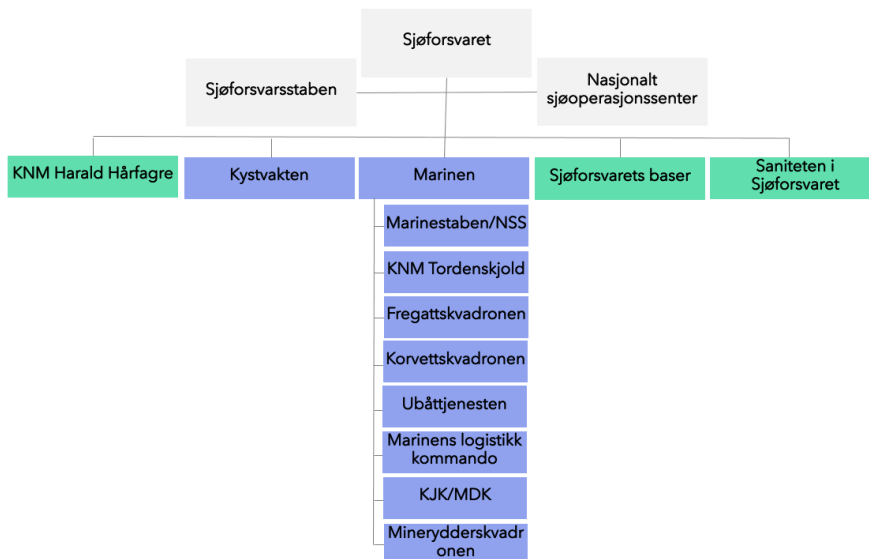 Sjøforsvaret
Sjøforsvarsstaben
Nasjonalt
sjøoperasjonssenter
KNM Harald Hårfagre
Kystvakten
Marinen
Sjøforsvarets baser
Saniteten i
Sjøforsvaret
Marinestaben/NSS
KNM Tordenskjold
Fregattskvadronen
Korvettskvadronen
Ubåttjenesten
Marinens logistikk
kommando
KJK/MDK
Minerydderskvadr
onen